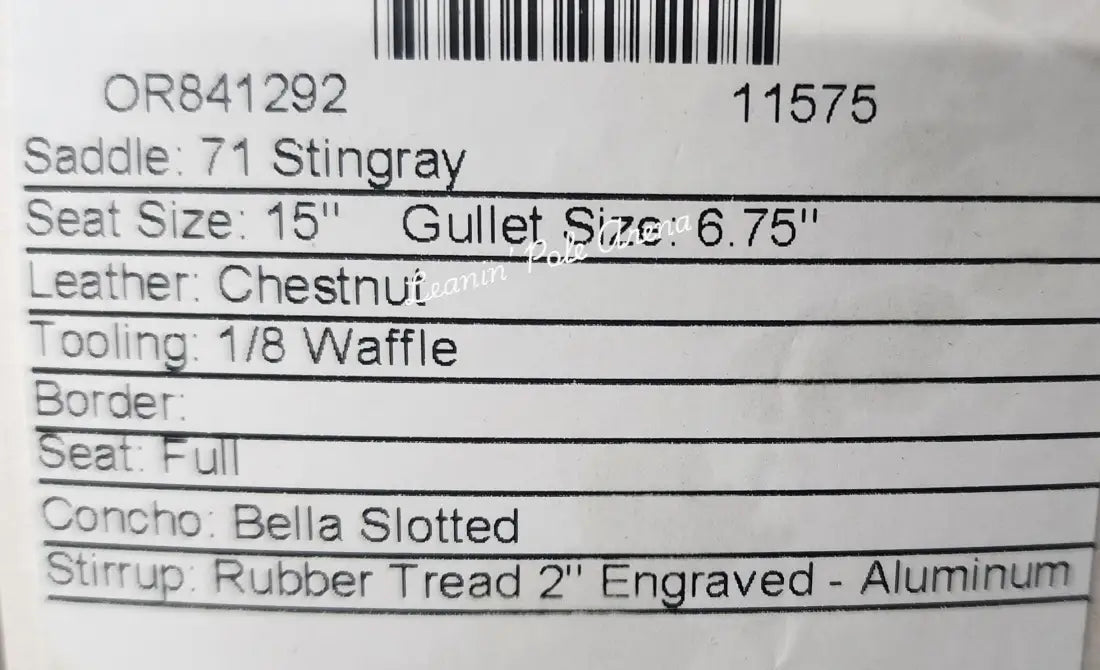 OR841292 11575
Saddle: 71 Stingray
Seat Size: 15" Gullet Size: 6.75"
Leanin' Pole Arena
Leather: Chestnut
Tooling: 1/8 Waffle
Border:
Seat: Full
Concho: Bella Slotted
Stirrup: Rubber Tread 2" Engraved - Aluminum